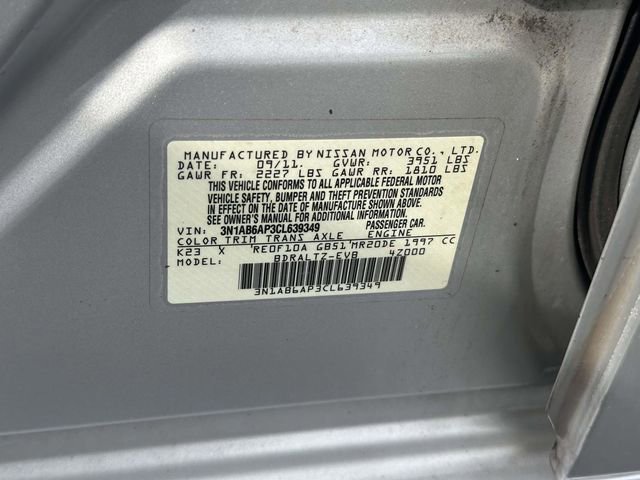 MANUFACTURED BY NISSAN MOTOR CO., LTD.
DATE: 09/11. GVWR: 3951 LBS
GAWR FR: 2227 LBS GAWR RR: 1810 LBS
THIS VEHICLE CONFORMS TO ALL APPLICABLE FEDERAL MOTOR
VEHICLE SAFETY, BUMPER AND THEFT PREVENTION STANDARDS
IN EFFECT ON THE DATE OF MANUFACTURE SHOWN ABOVE.
SEE OWNER'S MANUAL FOR ADDITIONAL INFORMATION.
VIN: 3N1AB6AP3CL639349 PASSENGER CAR.
COLOR TRIM TRANS AXLE ENGINE
K23 X RE0F10A GB51 MR20DE 1997 CC
MODEL: BDRALTZ-EVB 4Z000
3N1AB6AP3CL639349